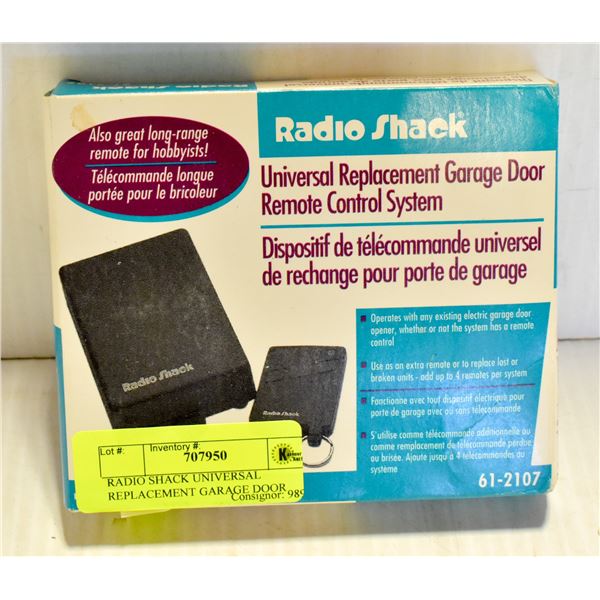 Radio Shack
Also great long-range
remote for hobbyists!
Télécommande longue
portée pour le bricoleur
Radio Shack
Universal Replacement Garage Door
Remote Control System
Dispositif de télécommande universel
de rechange pour porte de garage
Operates with any existing electric garage door
opener, whether or not the system has a remote
control
Use as an extra remote or to replace lost or
broken units - add up to 4 remotes per system
Fonctionne avec tout dispositif électrique pour
porte de garage avec ou sans télécommande
S'utilise comme télécommande additionnelle au
comme remplacement de télécommande perdue
ou brisée. Ajoute jusqu'à 4 télécommandes au
système
61-2107
Radio Shack
Radio Shack
Lot #:
Inventory #:
707950
RADIO SHACK UNIVERSAL
REPLACEMENT GARAGE DOOR
Consignor: 989